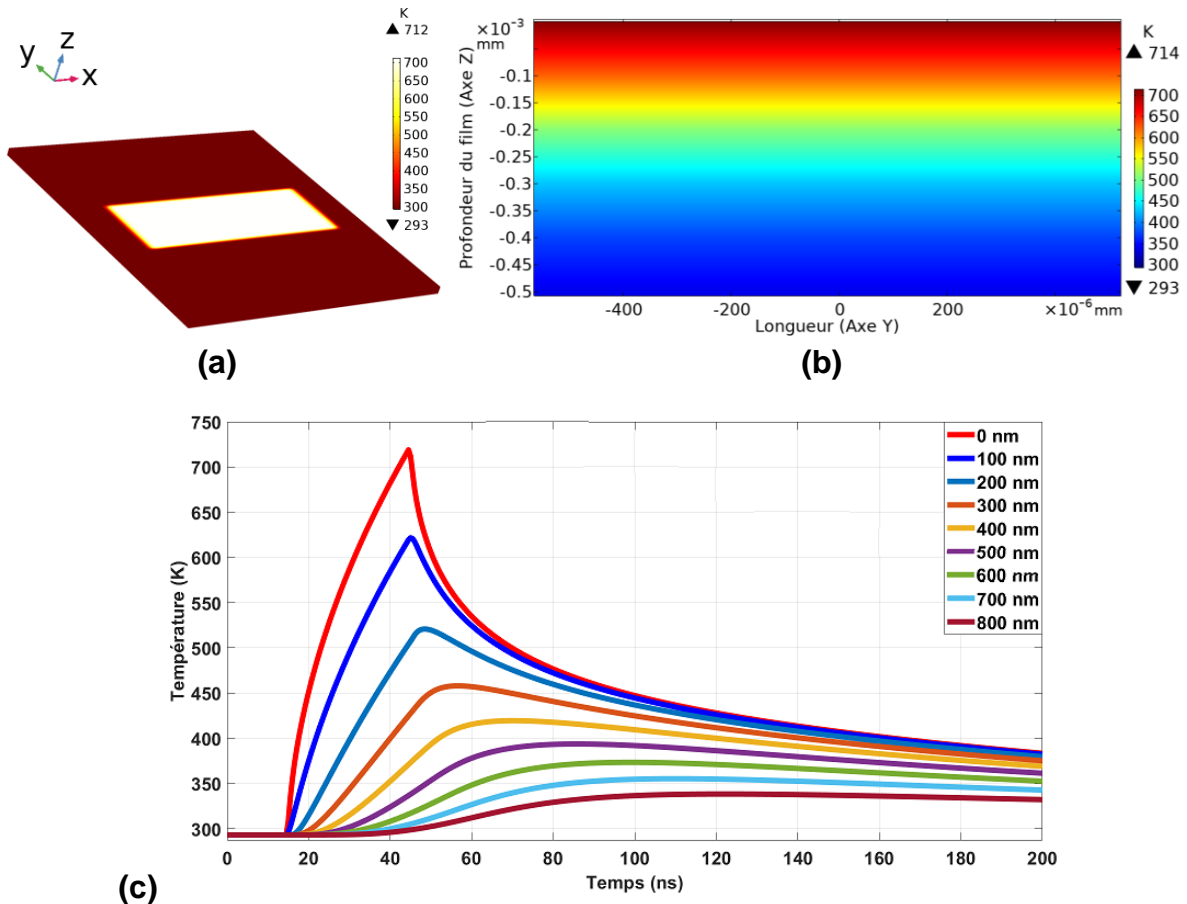 K
▲ 712
y z x
700
650
600
550
500
450
400
350
300
▼ 293
(a)
×10⁻³
mm
-0.1
-0.15
-0.2
-0.25
-0.3
-0.35
-0.4
-0.45
-0.5
Profondeur du film (Axe Z)
-400 -200 0 200 ×10⁻⁶ mm
Longueur (Axe Y)
K
▲ 714
700
650
600
550
500
450
400
350
300
▼ 293
(b)
750
700
650
600
550
500
450
400
350
300
Température (K)
0 20 40 60 80 100 120 140 160 180 200
Temps (ns)
0 nm
100 nm
200 nm
300 nm
400 nm
500 nm
600 nm
700 nm
800 nm
(c)